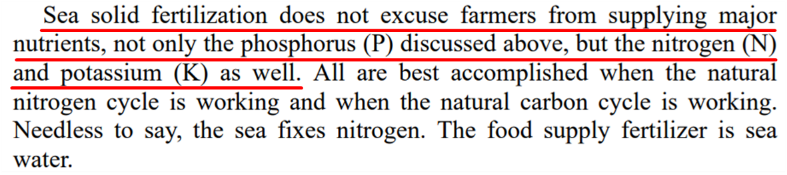 Sea solid fertilization does not excuse farmers from supplying major
nutrients, not only the phosphorus (P) discussed above, but the nitrogen (N)
and potassium (K) as well. All are best accomplished when the natural
nitrogen cycle is working and when the natural carbon cycle is working.
Needless to say, the sea fixes nitrogen. The food supply fertilizer is sea
water.